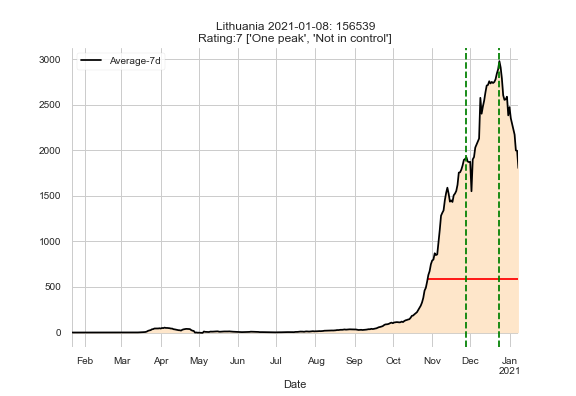 Lithuania 2021-01-08: 156539
Rating:7 ['One peak', 'Not in control']
Average-7d
3000
2500
2000
1500
1000
500
0
Feb Mar Apr May Jun Jul Aug Sep Oct Nov Dec Jan
2021
Date